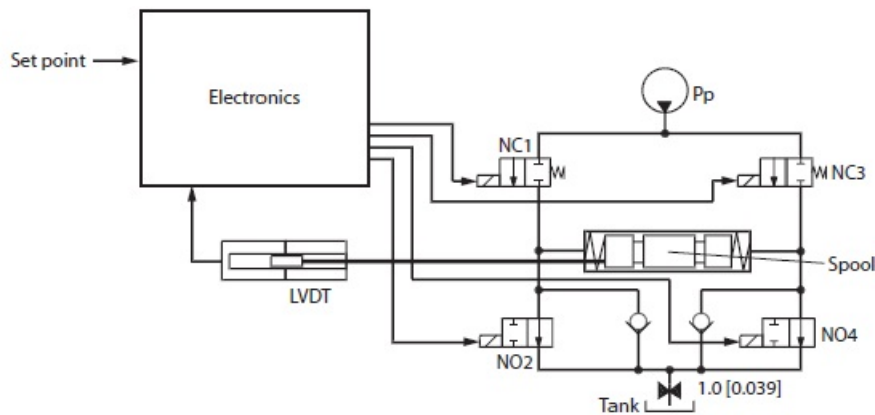 Set point
Electronics
Pp
NC1
NC3
Spool
LVDT
NO2
NO4
1.0 [0.039]
Tank